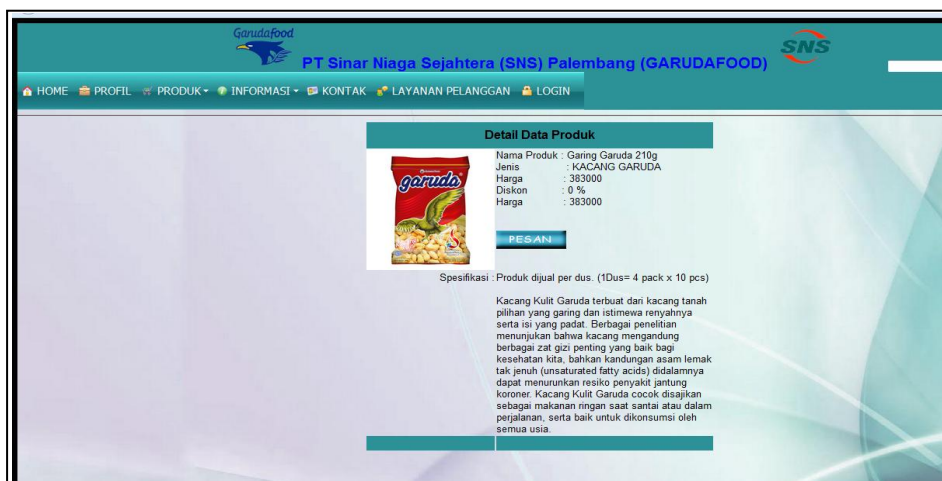 Garudafood
SNS
PT Sinar Niaga Sejahtera (SNS) Palembang (GARUDAFOOD)
HOME PROFIL PRODUK INFORMASI KONTAK LAYANAN PELANGGAN LOGIN
Detail Data Produk
garuda
Nama Produk : Garing Garuda 210g
Jenis : KACANG GARUDA
Harga : 383000
Diskon : 0 %
Harga : 383000
PESAN
Spesifikasi : Produk dijual per dus. (1Dus= 4 pack x 10 pcs)
Kacang Kulit Garuda terbuat dari kacang tanah
pilihan yang garing dan istimewa renyahnya
serta isi yang padat. Berbagai penelitian
menunjukan bahwa kacang mengandung
berbagai zat gizi penting yang baik bagi
kesehatan kita, bahkan kandungan asam lemak
tak jenuh (unsaturated fatty acids) didalamnya
dapat menurunkan resiko penyakit jantung
koroner. Kacang Kulit Garuda cocok disajikan
sebagai makanan ringan saat santai atau dalam
perjalanan, serta baik untuk dikonsumsi oleh
semua usia.